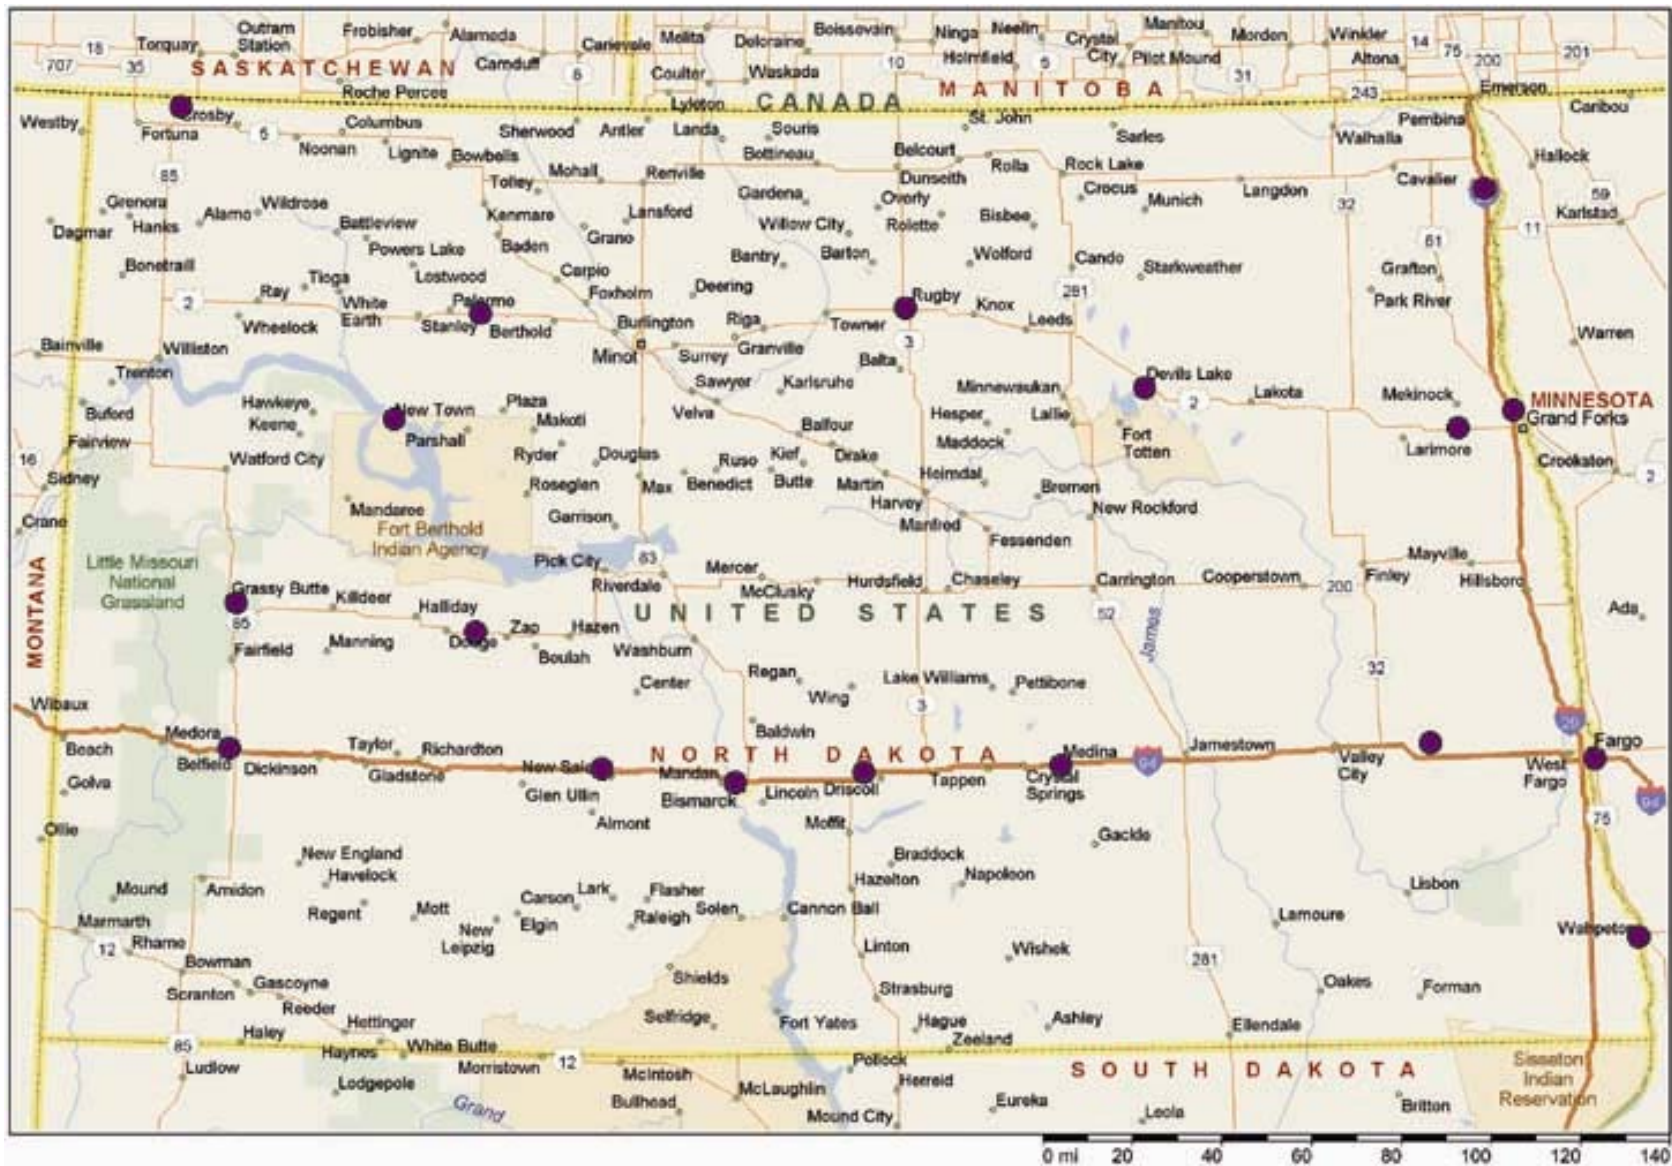 18
Torquay
Outram
Station
Frobisher
Alameda
Carievale
Melita
Deloraine
Boissevain
Ninga
Neelin
Crystal
City
Manitou
Morden
Winkler
14
75
200
201
707
35
SASKATCHEWAN
Camduff
6
Coulter
Waskada
10
Holmfield
5
Pilot Mound
31
Altona
Roche Percee
Lyleton
CANADA
MANITOBA
243
Emerson
Caribou
Westby
Crosby
Fortuna
5
Columbus
Noonan
Lignite
Bowbells
Sherwood
Antler
Landa
Souris
St. John
Sarles
Walhalla
Pembina
Hallock
85
Tolley
Mohall
Renville
Bottineau
Belcourt
Dunseith
Rolla
Rock Lake
Crocus
Munich
Langdon
Cavalier
59
Karlstad
Grenora
Hanks
Alamo
Wildrose
Battleview
Kenmare
Baden
Lansford
Grano
Gardena
Willow City
Overly
Rolette
Bisbee
32
11
Dagmar
Bonetraill
Powers Lake
Lostwood
Tioga
Carpio
Foxholm
Bantry
Barton
Wolford
Cando
Starkweather
81
Grafton
Park River
2
Ray
White
Earth
Palermo
Stanley
Berthold
Wheelock
Burlington
Deering
Riga
Granville
Towner
Rugby
Knox
Leeds
281
Warren
Bainville
Williston
Trenton
Minot
Surrey
3
Balta
Sawyer
Karlsruhe
Minnewaukan
Devils Lake
2
Lakota
Mekinock
MINNESOTA
Grand Forks
Buford
Hawkeye
Keene
New Town
Parshall
Plaza
Makoti
Velva
Balfour
Hesper
Maddock
Lallie
Fort
Totten
Larimore
Crookston
2
Fairview
16
Sidney
Watford City
Ryder
Douglas
Ruso
Kief
Butte
Drake
Martin
Heimdal
Bremen
Roseglen
Max
Benedict
Harvey
Manfred
New Rockford
Crane
Mandaree
Fort Berthold
Indian Agency
Garrison
Fessenden
MONTANA
Little Missouri
National
Grassland
Pick City
Riverdale
83
Mercer
McClusky
Hurdsfield
Chaseley
Carrington
Cooperstown
200
Finley
Mayville
Hillsboro
Ada
Grassy Butte
85
Killdeer
Halliday
Dodge
Zap
Hazen
UNITED STATES
52
James
Fairfield
Manning
Beulah
Washburn
Center
Regan
Wing
Lake Williams
Pettibone
32
Wibaux
Beach
Medora
Belfield
Dickinson
Taylor
Gladstone
Richardton
Baldwin
3
NORTH DAKOTA
New Sal
Glen Ullin
Mandan
Bismarck
Lincoln
Driscoll
Tappen
Crystal
Springs
Medina
94
Jamestown
Valley
City
29
West
Fargo
Fargo
94
Golva
Ollie
Almont
Moffit
Gackle
75
New England
Havelock
Braddock
Hazelton
Napoleon
Lisbon
Mound
Amidon
Marmarth
Regent
Mott
New
Leipzig
Carson
Elgin
Lark
Flasher
Raleigh
Solen
Cannon Ball
Lamoure
Wahpeton
12
Rhame
Bowman
Scranton
Gascoyne
Reeder
Shields
Linton
Wishek
281
Oakes
Forman
Strasburg
Haley
Hettinger
Haynes
White Butte
Selfridge
Fort Yates
Hague
Zeeland
Ashley
Ellendale
85
Ludlow
Lodgepole
Morristown
12
McIntosh
McLaughlin
Bullhead
Pollock
Herreid
Mound City
SOUTH DAKOTA
Eureka
Leola
Britton
Sisseton
Indian
Reservation
Grand
0 mi 20 40 60 80 100 120 140